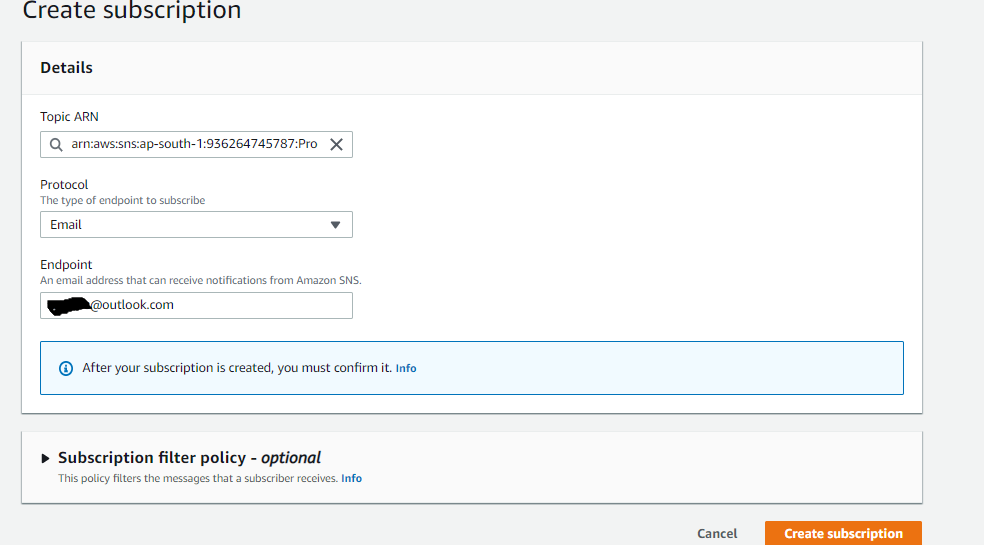 Create subscription
Details
Topic ARN
arn:aws:sns:ap-south-1:936264745787:Pro
Protocol
The type of endpoint to subscribe
Email
Endpoint
An email address that can receive notifications from Amazon SNS.
@outlook.com
After your subscription is created, you must confirm it. Info
Subscription filter policy - optional
This policy filters the messages that a subscriber receives. Info
Cancel Create subscription